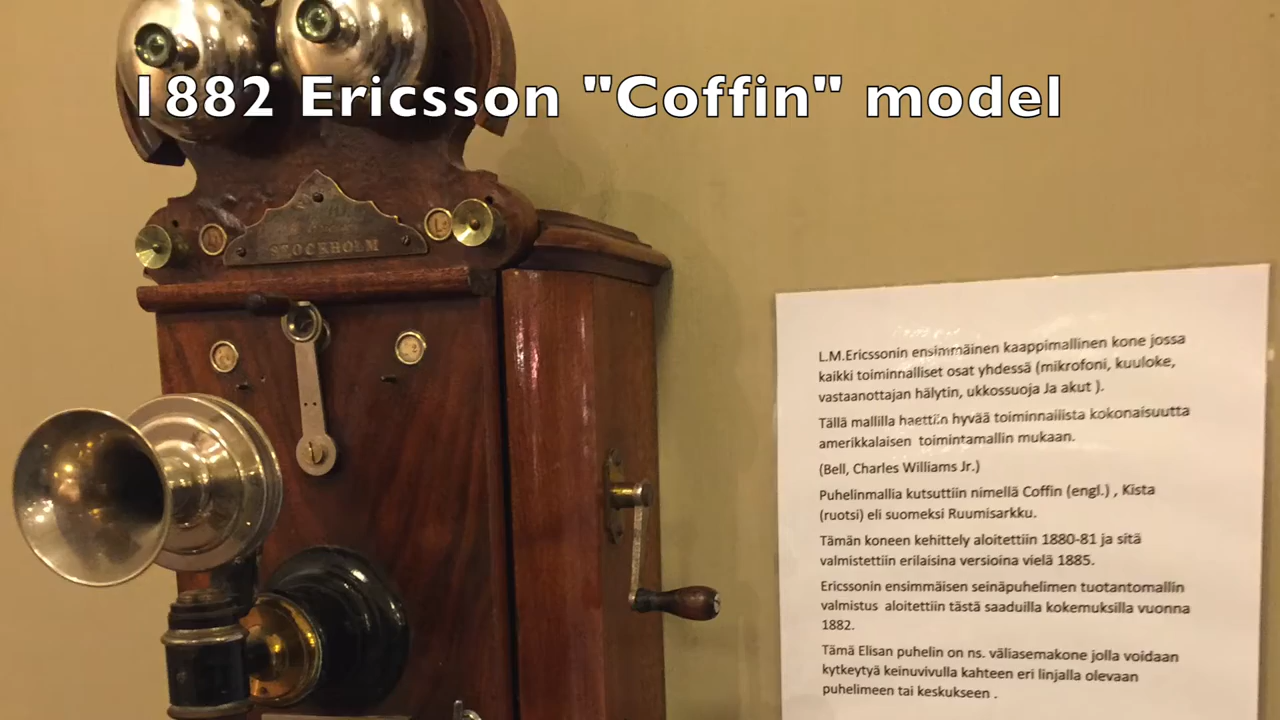 1882 Ericsson "Coffin" model
STOCKHOLM
L.M.Ericssonin ensimmäinen kaappimallinen kone jossa
kaikki toiminnalliset osat yhdessä (mikrofoni, kuuloke,
vastaanottajan hälytin, ukkossuoja Ja akut ).
Tällä mallilla haettiin hyvää toiminnallista kokonaisuutta
amerikkalaisen toimintamallin mukaan.
(Bell, Charles Williams Jr.)
Puhelinmallia kutsuttiin nimellä Coffin (engl.) , Kista
(ruotsi) eli suomeksi Ruumisarkku.
Tämän koneen kehittely aloitettiin 1880-81 ja sitä
valmistettiin erilaisina versioina vielä 1885.
Ericssonin ensimmäisen seinäpuhelimen tuotantomallin
valmistus aloitettiin tästä saaduilla kokemuksilla vuonna
1882.
Tämä Elisan puhelin on ns. väliasemakone jolla voidaan
kytkeytyä keinuvivulla kahteen eri linjalla olevaan
puhelimeen tai keskukseen .